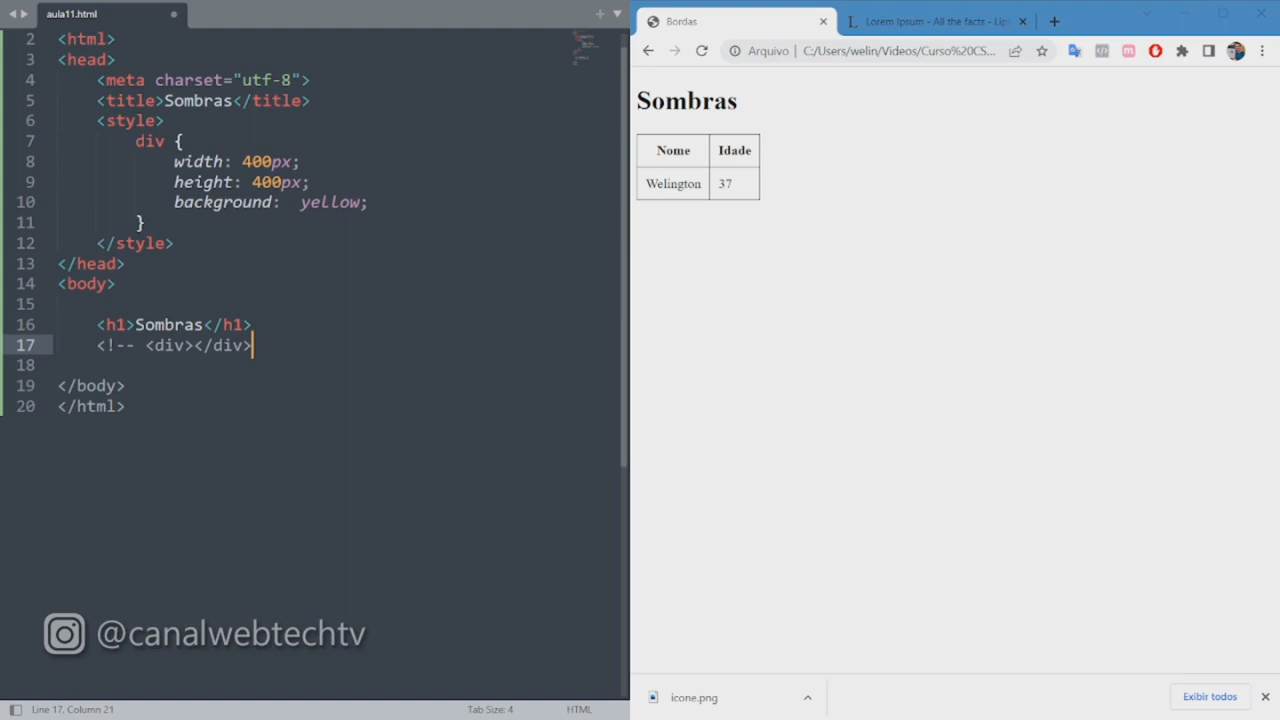 aula11.html
2 <html>
3 <head>
4 <meta charset="utf-8">
5 <title>Sombras</title>
6 <style>
7 div {
8 width: 400px;
9 height: 400px;
10 background:  yellow;
11 }
12 </style>
13 </head>
14 <body>
15
16 <h1>Sombras</h1>
17 <!-- <div></div>
18
19 </body>
20 </html>
@canalwebtechtv
Line 17, Column 21
Tab Size: 4
HTML
Bordas
Lorem Ipsum - All the facts - Lip
Arquivo
C:/Users/welin/Videos/Curso%20CS...
Sombras
Nome Idade
Welington 37
icone.png
Exibir todos